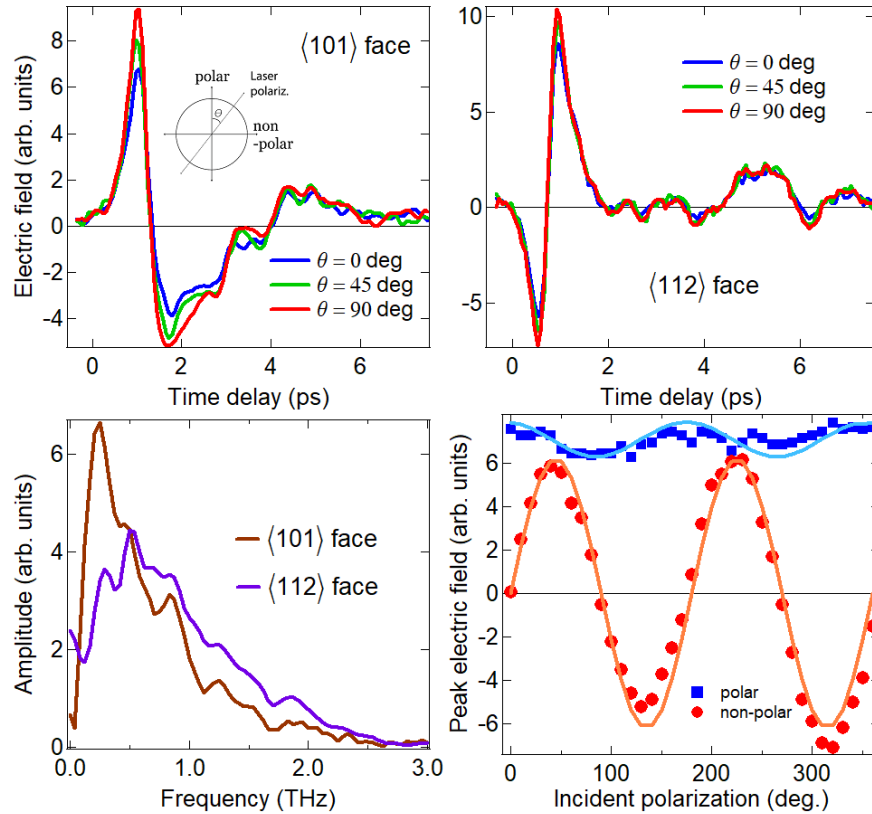 8
6
4
2
0
-2
-4
Electric field (arb. units)
⟨101⟩ face
polar
Laser
polariz.
θ
non
-polar
θ = 0 deg
θ = 45 deg
θ = 90 deg
0
2
4
6
Time delay (ps)
10
5
0
-5
θ = 0 deg
θ = 45 deg
θ = 90 deg
⟨112⟩ face
0
2
4
6
Time delay (ps)
6
4
2
0
Amplitude (arb. units)
⟨101⟩ face
⟨112⟩ face
0.0
1.0
2.0
3.0
Frequency (THz)
6
4
2
0
-2
-4
-6
Peak electric field (arb. units)
polar
non-polar
0
100
200
300
Incident polarization (deg.)